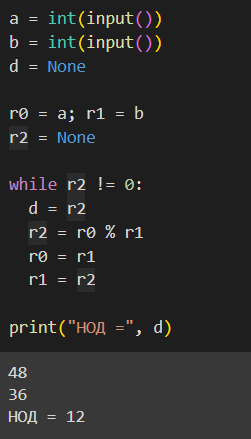 a = int(input())
b = int(input())
d = None
r0 = a; r1 = b
r2 = None
while r2 != 0:
  d = r2
  r2 = r0 % r1
  r0 = r1
  r1 = r2
print("НОД =", d)
48
36
НОД = 12